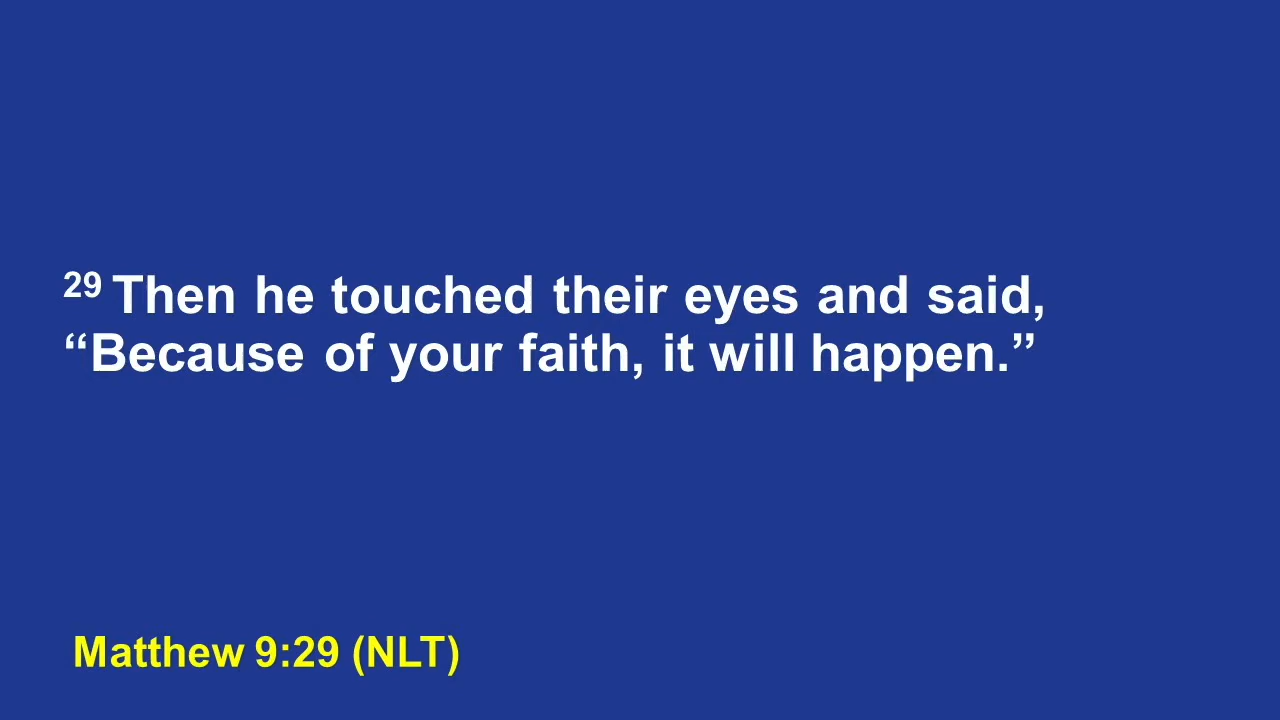 29 Then he touched their eyes and said,
“Because of your faith, it will happen.”
Matthew 9:29 (NLT)